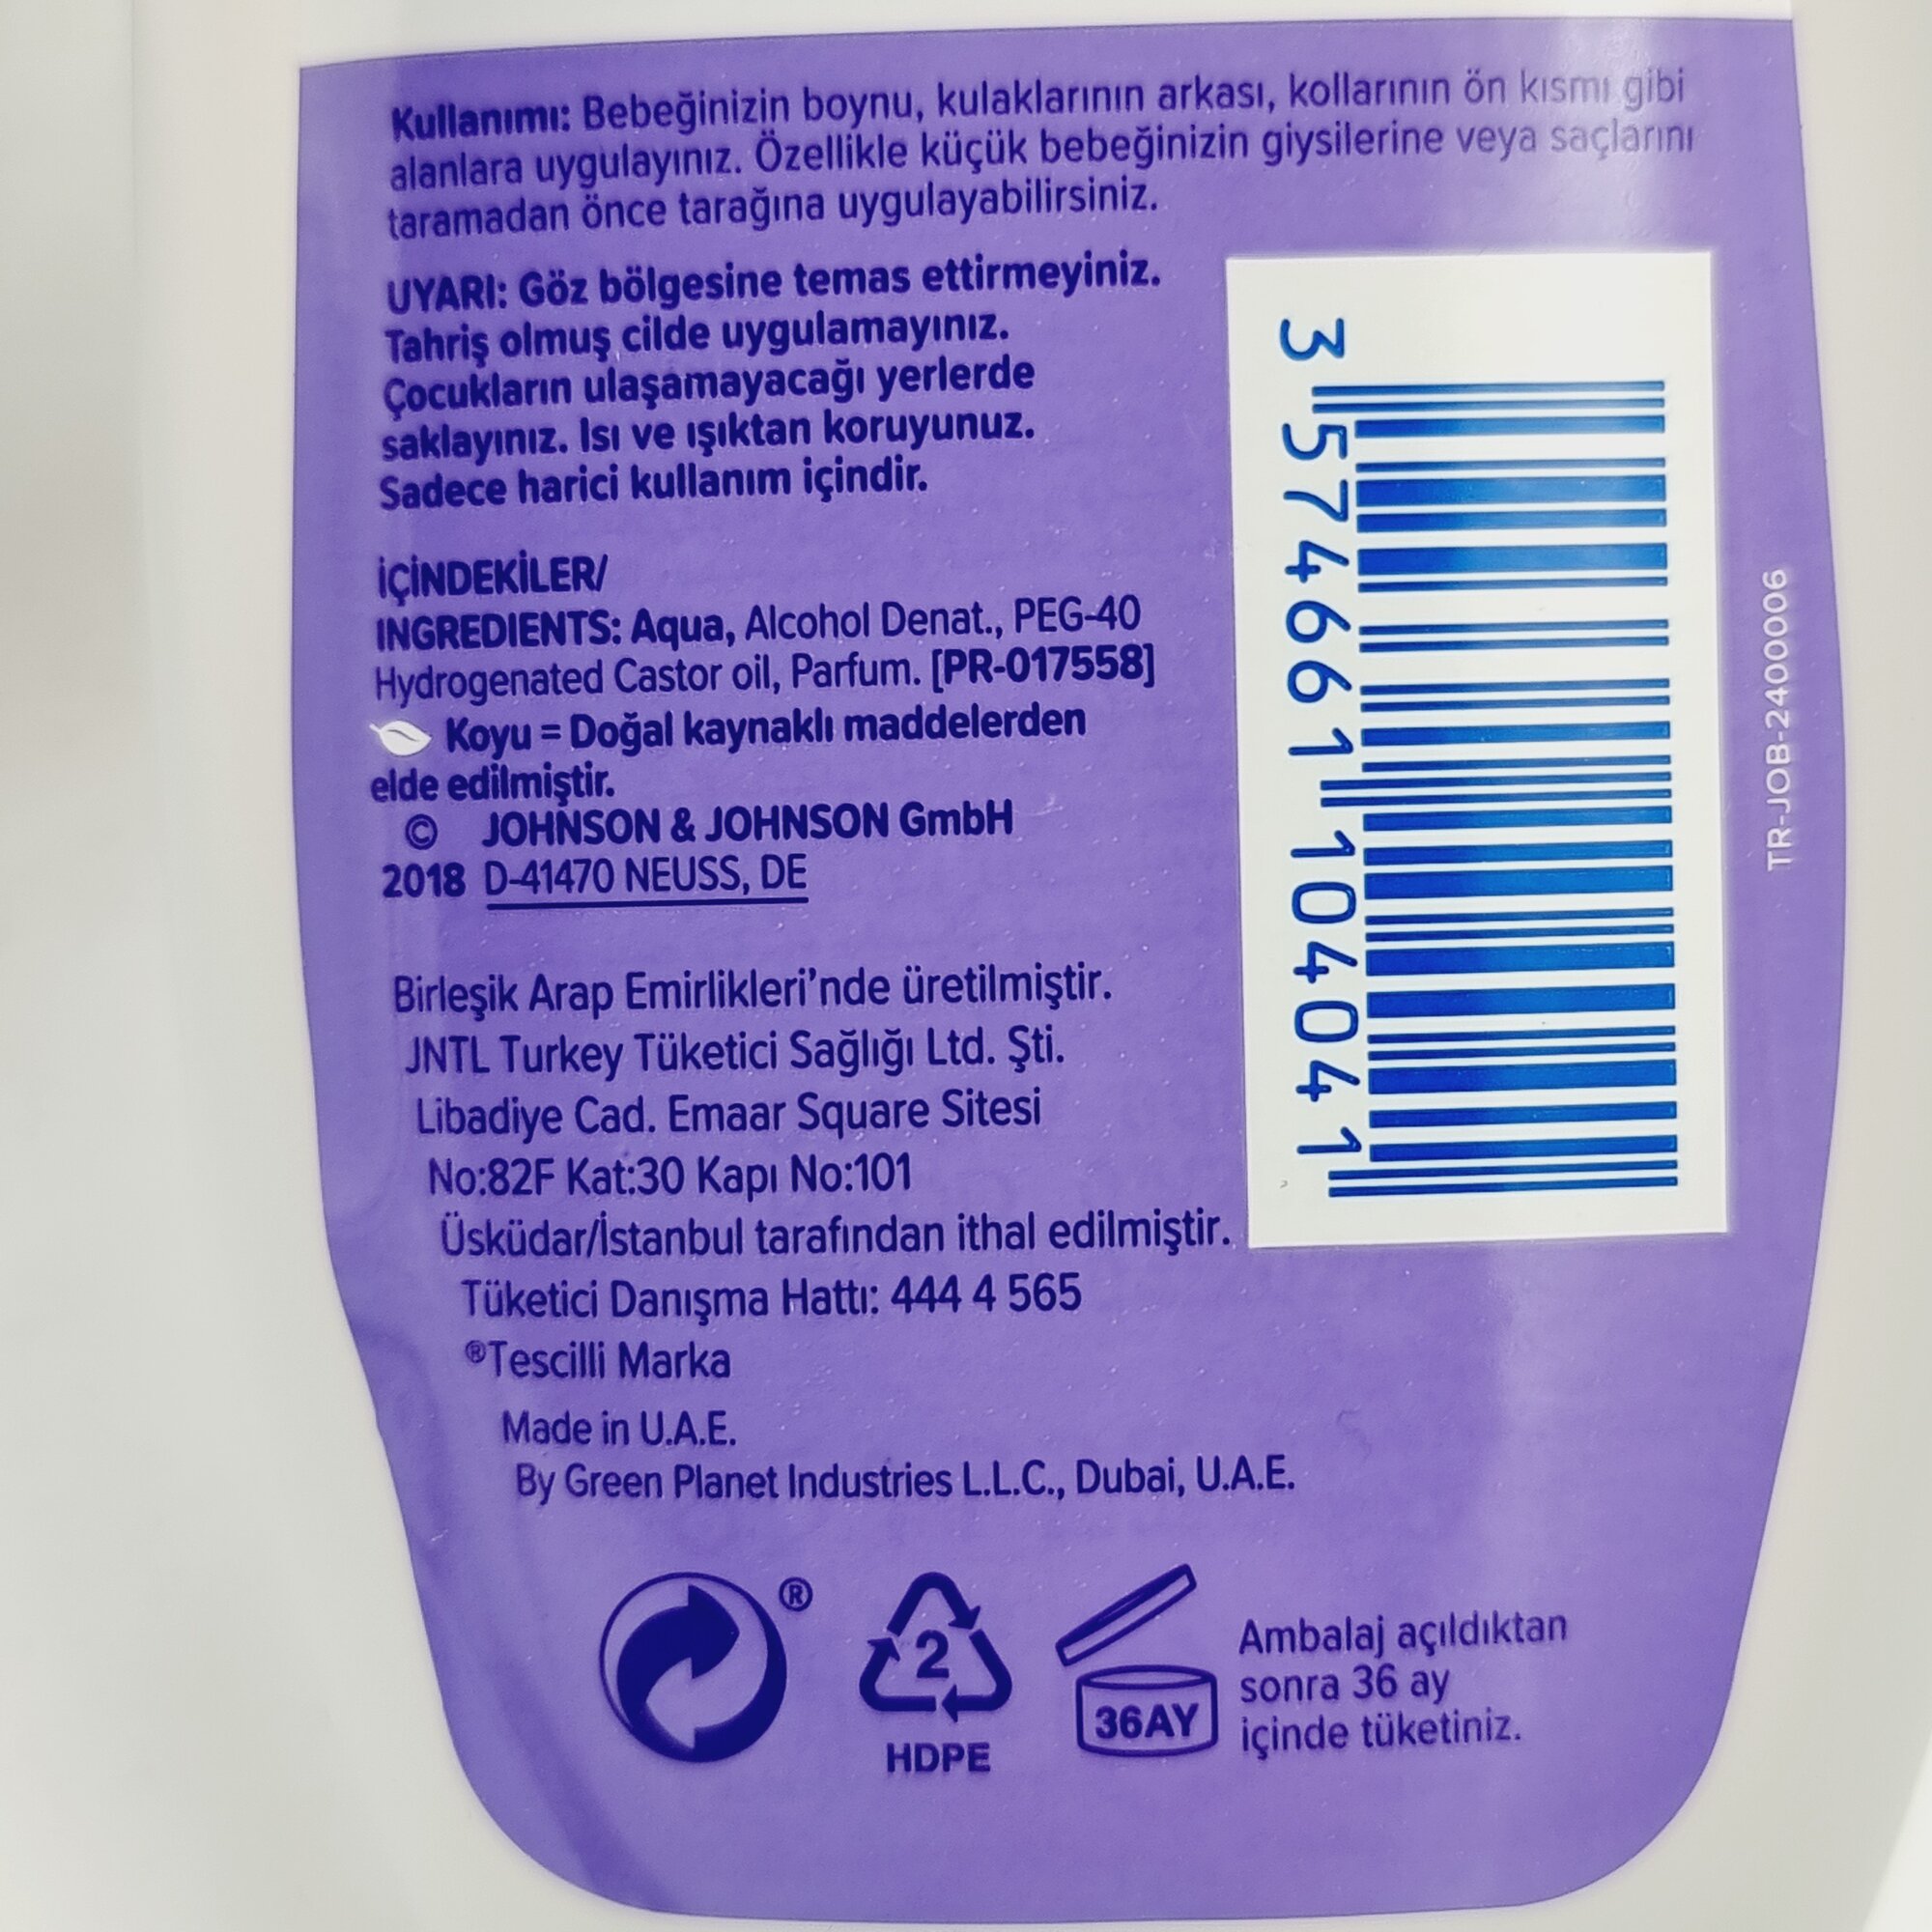 Kullanımı: Bebeğinizin boynu, kulaklarının arkası, kollarının ön kısmı gibi
alanlara uygulayınız. Özellikle küçük bebeğinizin giysilerine veya saçlarını
taramadan önce tarağına uygulayabilirsiniz.
UYARI: Göz bölgesine temas ettirmeyiniz.
Tahriş olmuş cilde uygulamayınız.
Çocukların ulaşamayacağı yerlerde
saklayınız. Isı ve ışıktan koruyunuz.
Sadece harici kullanım içindir.
İÇİNDEKİLER/
INGREDIENTS: Aqua, Alcohol Denat., PEG-40
Hydrogenated Castor oil, Parfum. [PR-017558]
Koyu = Doğal kaynaklı maddelerden
elde edilmiştir.
© JOHNSON & JOHNSON GmbH
2018 D-41470 NEUSS, DE
Birleşik Arap Emirlikleri'nde üretilmiştir.
JNTL Turkey Tüketici Sağlığı Ltd. Şti.
Libadiye Cad. Emaar Square Sitesi
No:82F Kat:30 Kapı No:101
Üsküdar/İstanbul tarafından ithal edilmiştir.
Tüketici Danışma Hattı: 444 4 565
®Tescilli Marka
Made in U.A.E.
By Green Planet Industries L.L.C., Dubai, U.A.E.
3 574661 104041
TR-JOB-2400006
®
2
HDPE
36AY
Ambalaj açıldıktan
sonra 36 ay
içinde tüketiniz.